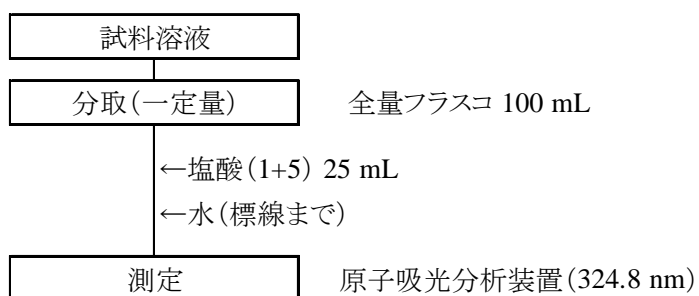 試料溶液
分取(一定量) 全量フラスコ 100 mL
←塩酸(1+5) 25 mL
←水(標線まで)
測定 原子吸光分析装置(324.8 nm)